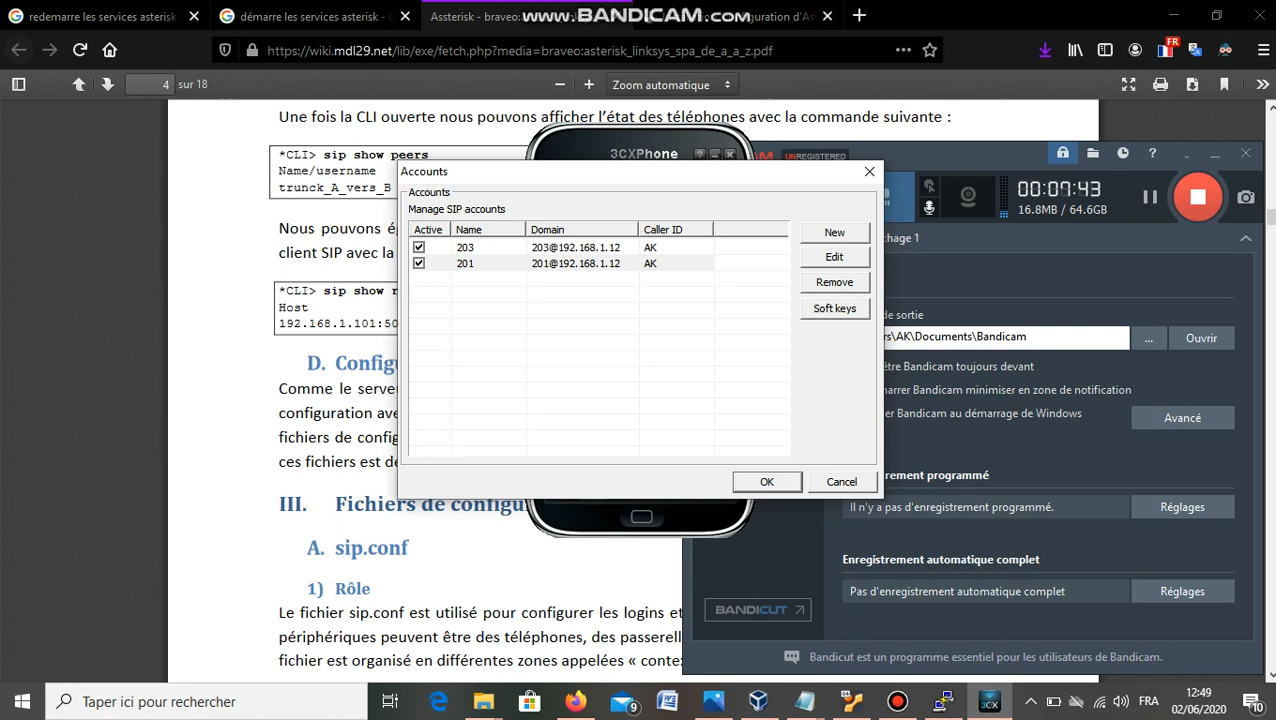 redemarre les services asterisk
démarre les services asterisk - G
Assterisk - braveo:as
onfiguration d'As
www.BANDICAM.com
https://wiki.mdl29.net/lib/exe/fetch.php?media=braveo:asterisk_linksys_spa_de_a_a_z.pdf
FR
4 sur 18
Zoom automatique
Une fois la CLI ouverte nous pouvons afficher l'état des téléphones avec la commande suivante :
*CLI> sip show peers
Name/username
trunck_A_vers_B
Nous pouvons ég
client SIP avec la
*CLI> sip show r
Host
192.168.1.101:50
D. Config
Comme le serve
configuration ave
fichiers de config
ces fichiers est de
III. Fichiers de configu
A. sip.conf
1) Rôle
Le fichier sip.conf est utilisé pour configurer les logins et
périphériques peuvent être des téléphones, des passerell
fichier est organisé en différentes zones appelées « conte
3CXPhone
Accounts
Accounts
Manage SIP accounts
Active Name Domain Caller ID
203 203@192.168.1.12 AK
201 201@192.168.1.12 AK
New
Edit
Remove
Soft keys
OK
Cancel
AM UNREGISTERED
00:07:43
16.8MB / 64.6GB
chage 1
de sortie
rs\AK\Documents\Bandicam
...
Ouvrir
être Bandicam toujours devant
marrer Bandicam minimiser en zone de notification
er Bandicam au démarrage de Windows
Avancé
trement programmé
Il n'y a pas d'enregistrement programmé.
Réglages
Enregistrement automatique complet
Pas d'enregistrement automatique complet
Réglages
BANDICUT
Bandicut est un programme essentiel pour les utilisateurs de Bandicam.
Taper ici pour rechercher
9
3CX
FRA
12:49
02/06/2020
10